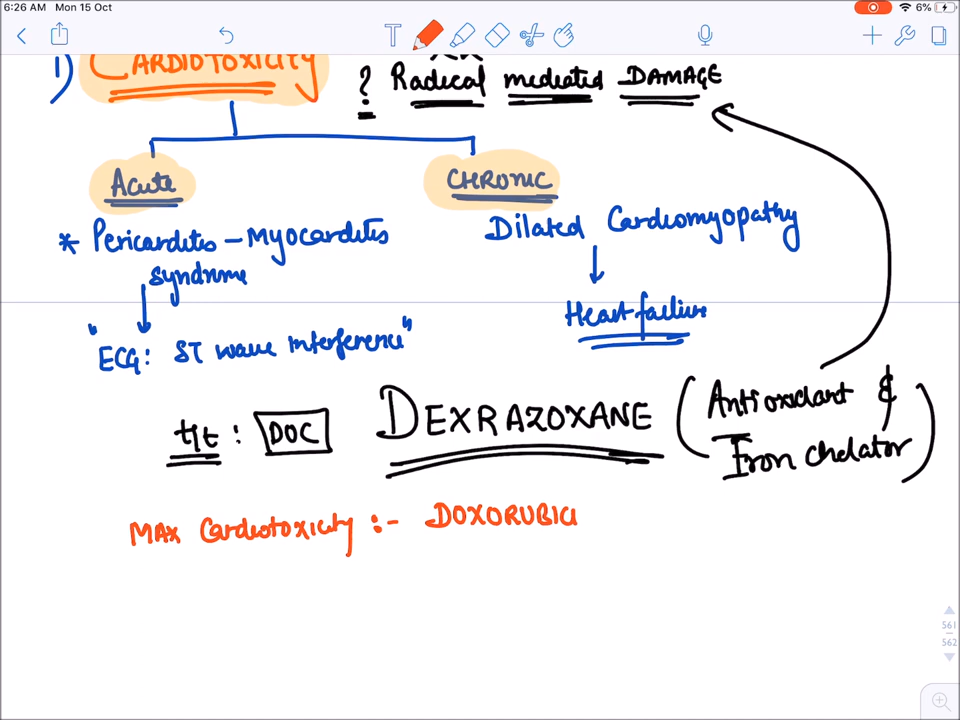 6:26 AM Mon 15 Oct
6%
1) CARDIOTOXICITY
? Radical mediated DAMAGE
Acute
CHRONIC
* Pericarditis - Myocarditis
syndrome
Dilated Cardiomyopathy
Heart failure
"ECG: ST wave interference"
ttt : DOC DEXRAZOXANE (Antioxidant &
Iron chelator)
MAX Cardiotoxicity :- DOXORUBICI
561
562